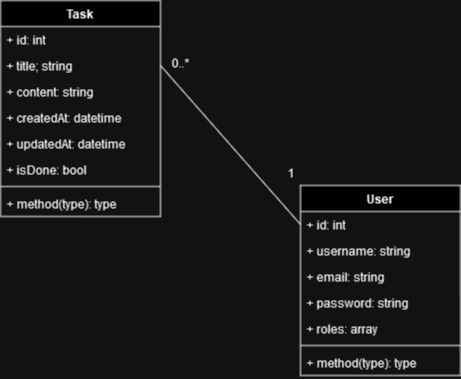 Task
+ id: int
+ title; string
+ content: string
+ createdAt: datetime
+ updatedAt: datetime
+ isDone: bool
+ method(type): type
0..*
1
User
+ id: int
+ username: string
+ email: string
+ password: string
+ roles: array
+ method(type): type